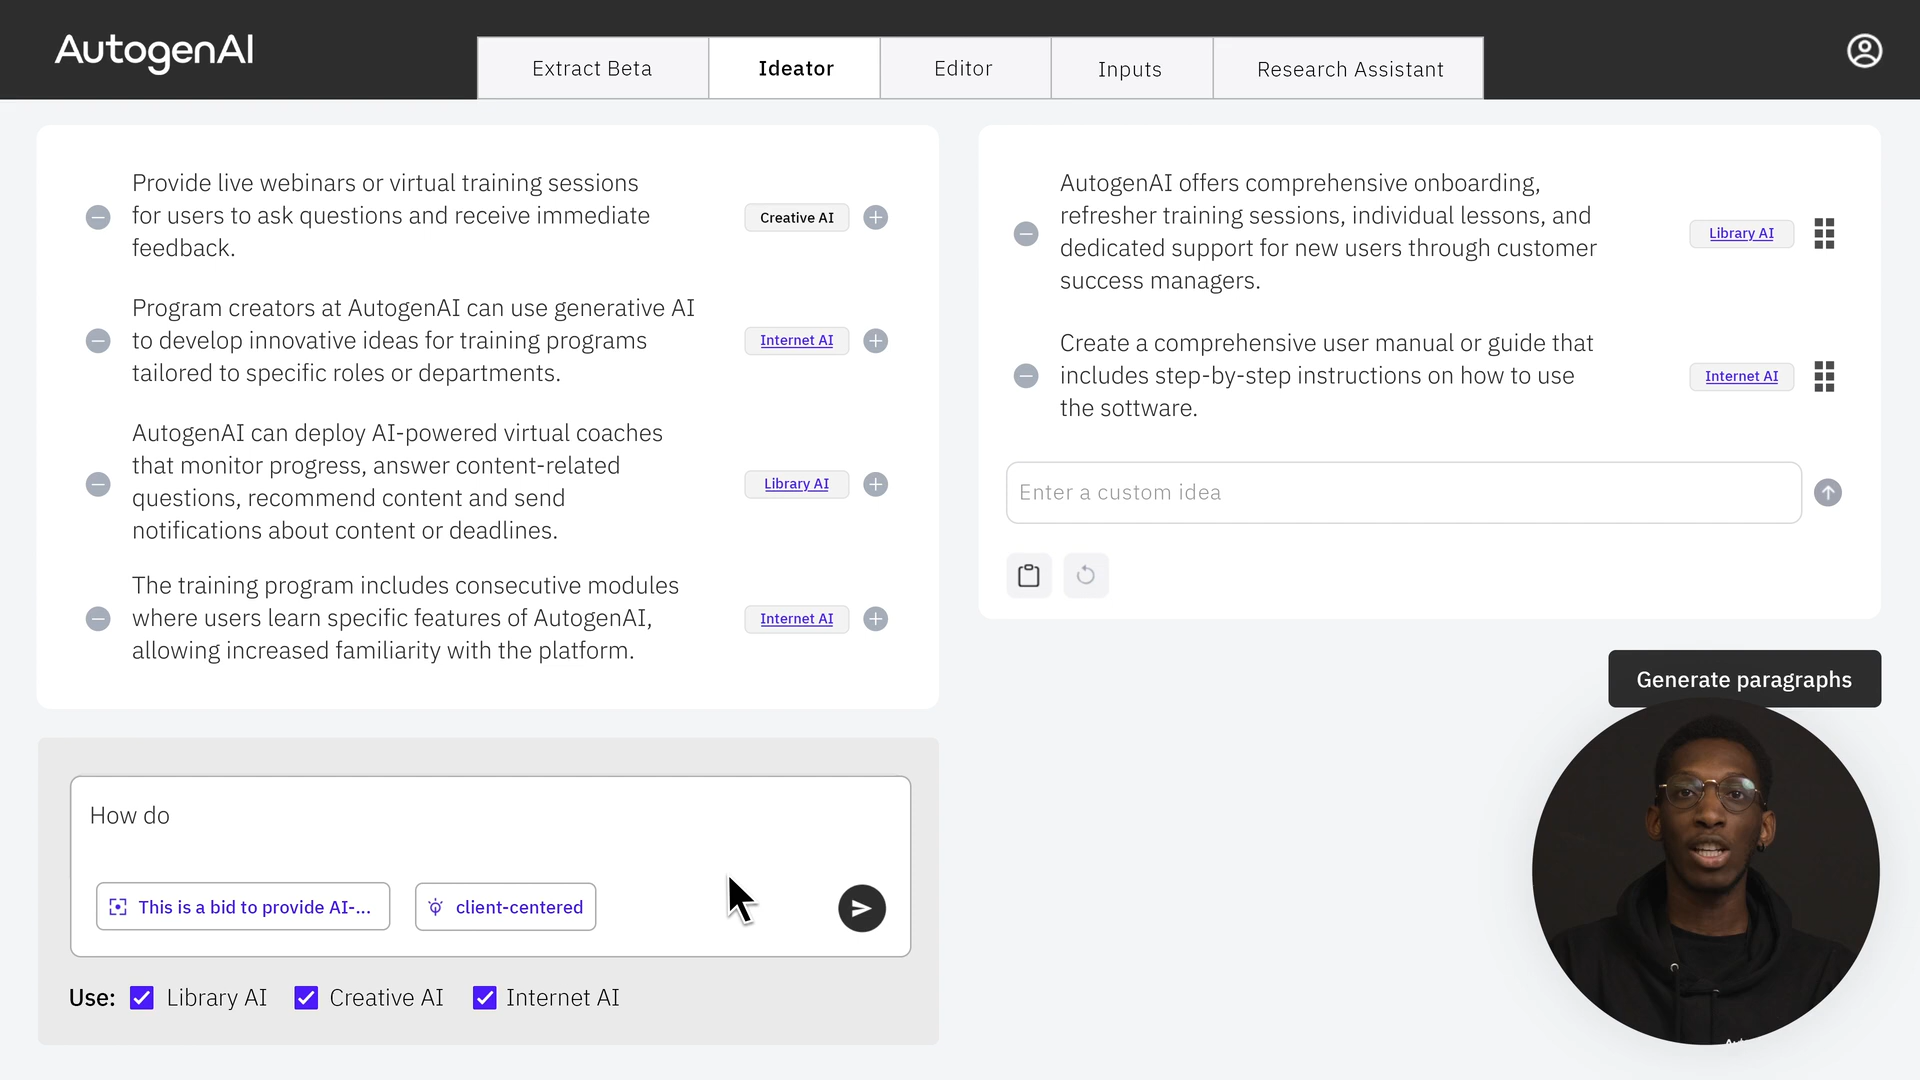 AutogenAI
Extract Beta
Ideator
Editor
Inputs
Research Assistant
Provide live webinars or virtual training sessions
for users to ask questions and receive immediate
feedback.
Creative AI
Program creators at AutogenAI can use generative AI
to develop innovative ideas for training programs
tailored to specific roles or departments.
Internet AI
AutogenAI can deploy AI-powered virtual coaches
that monitor progress, answer content-related
questions, recommend content and send
notifications about content or deadlines.
Library AI
The training program includes consecutive modules
where users learn specific features of AutogenAI,
allowing increased familiarity with the platform.
Internet AI
How do
This is a bid to provide AI-...
client-centered
Use:
Library AI
Creative AI
Internet AI
AutogenAI offers comprehensive onboarding,
refresher training sessions, individual lessons, and
dedicated support for new users through customer
success managers.
Library AI
Create a comprehensive user manual or guide that
includes step-by-step instructions on how to use
the sottware.
Internet AI
Enter a custom idea
Generate paragraphs